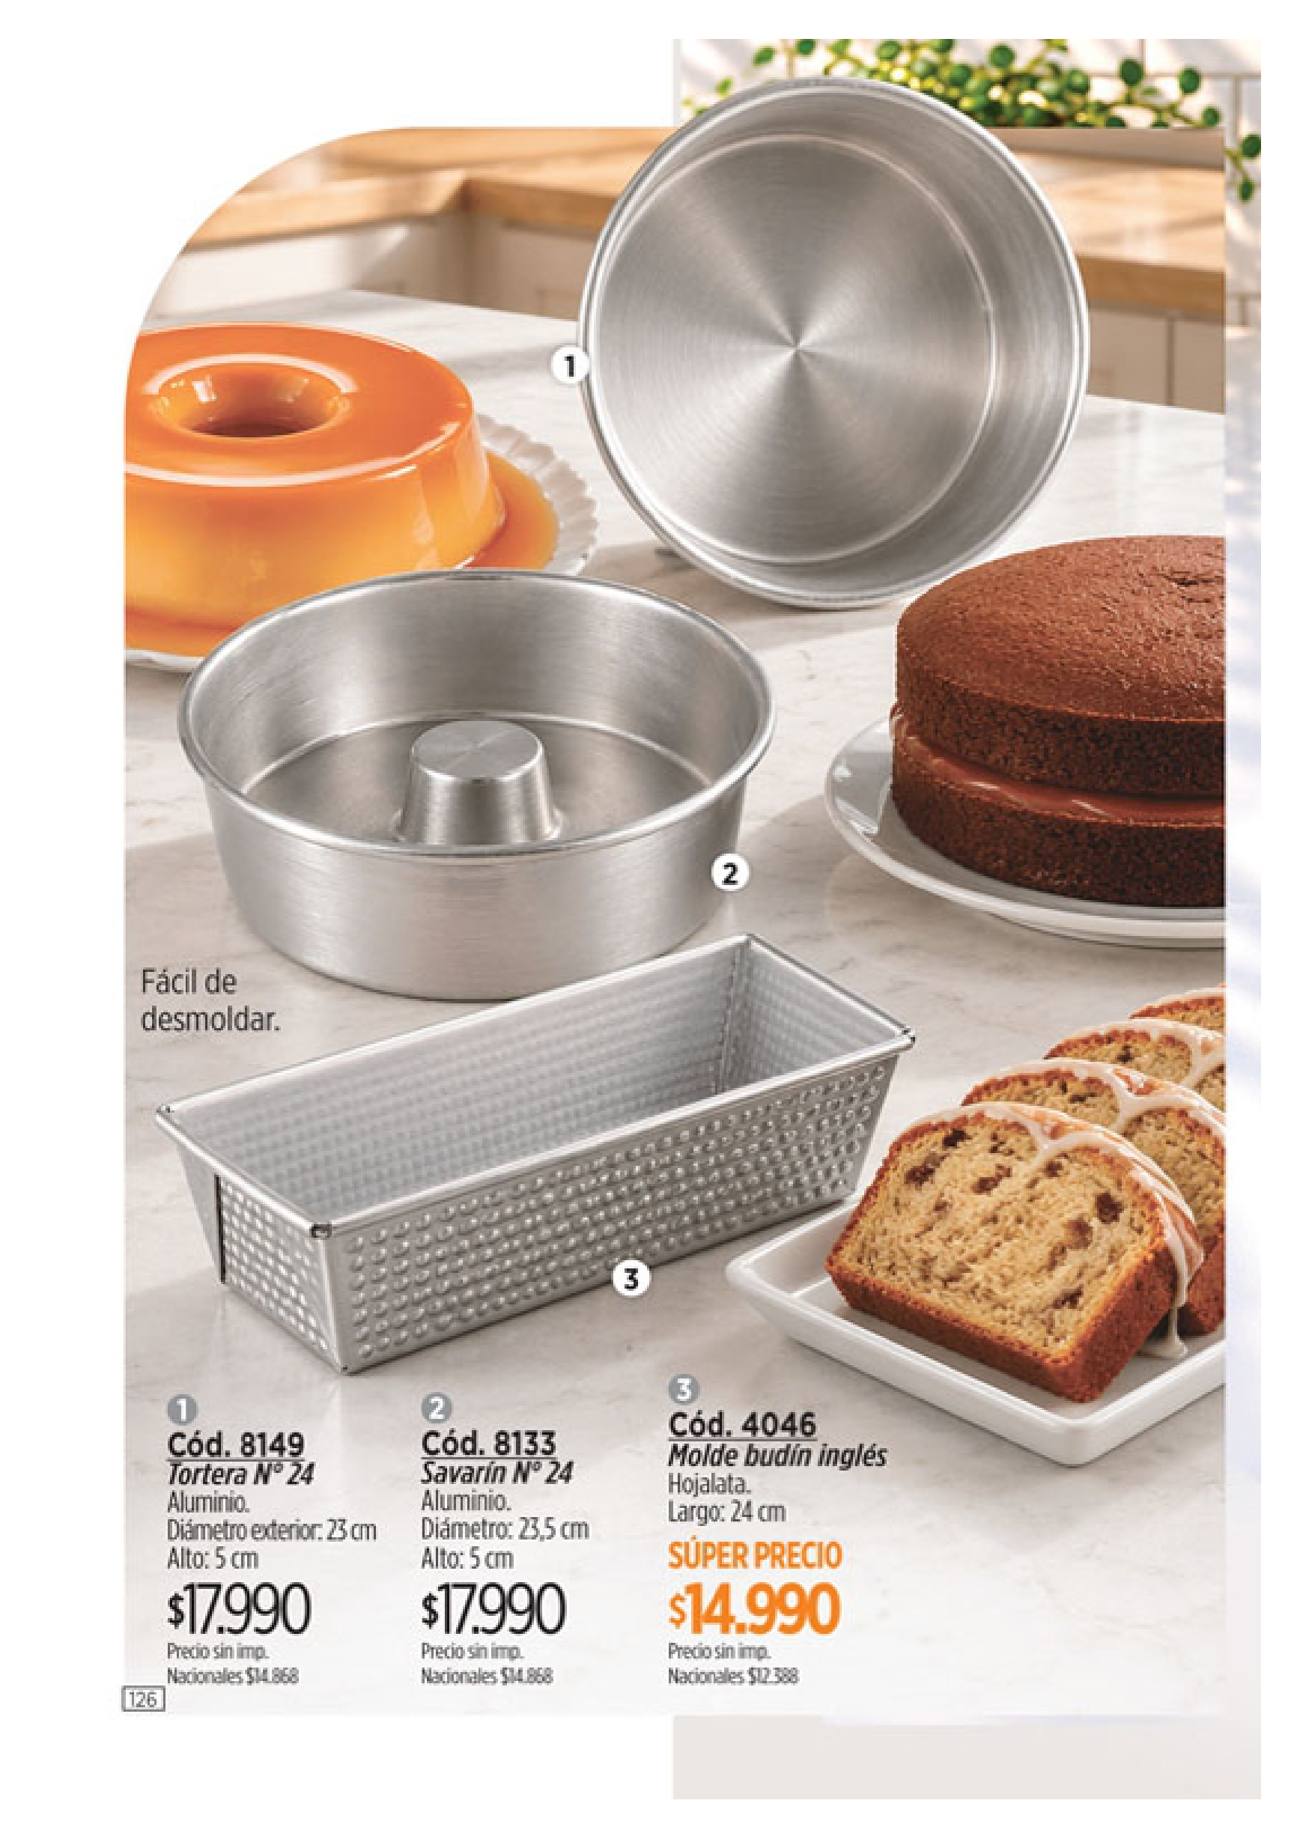 1
2
Fácil de
desmoldar.
3
1
Cód. 8149
Tortera Nº 24
Aluminio.
Diámetro exterior: 23 cm
Alto: 5 cm
$17.990
Precio sin imp.
Nacionales $14.868
2
Cód. 8133
Savarín Nº 24
Aluminio.
Diámetro: 23,5 cm
Alto: 5 cm
$17.990
Precio sin imp.
Nacionales $14.868
3
Cód. 4046
Molde budín inglés
Hojalata.
Largo: 24 cm
SÚPER PRECIO
$14.990
Precio sin imp.
Nacionales $12.388
126